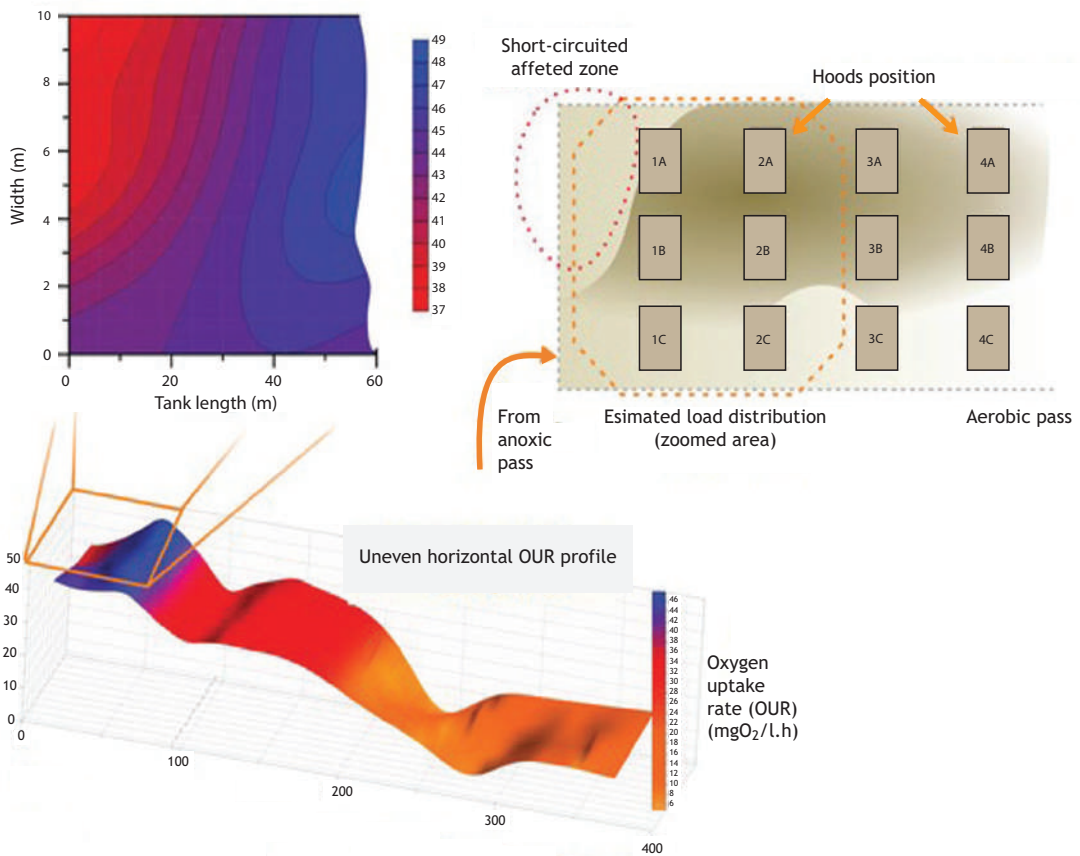 10
8
6
4
2
0
Width (m)
0
20
40
60
Tank length (m)
49
48
47
46
45
44
43
42
41
40
39
38
37
Short-circuited
affeted zone
Hoods position
1A
2A
3A
4A
1B
2B
3B
4B
1C
2C
3C
4C
From
anoxic
pass
Esimated load distribution
(zoomed area)
Aerobic pass
Uneven horizontal OUR profile
50
40
30
20
10
0
0
100
200
300
400
46
44
42
40
38
36
34
32
30
28
26
24
22
20
18
16
14
12
10
8
6
Oxygen
uptake
rate (OUR)
(mgO₂/l.h)